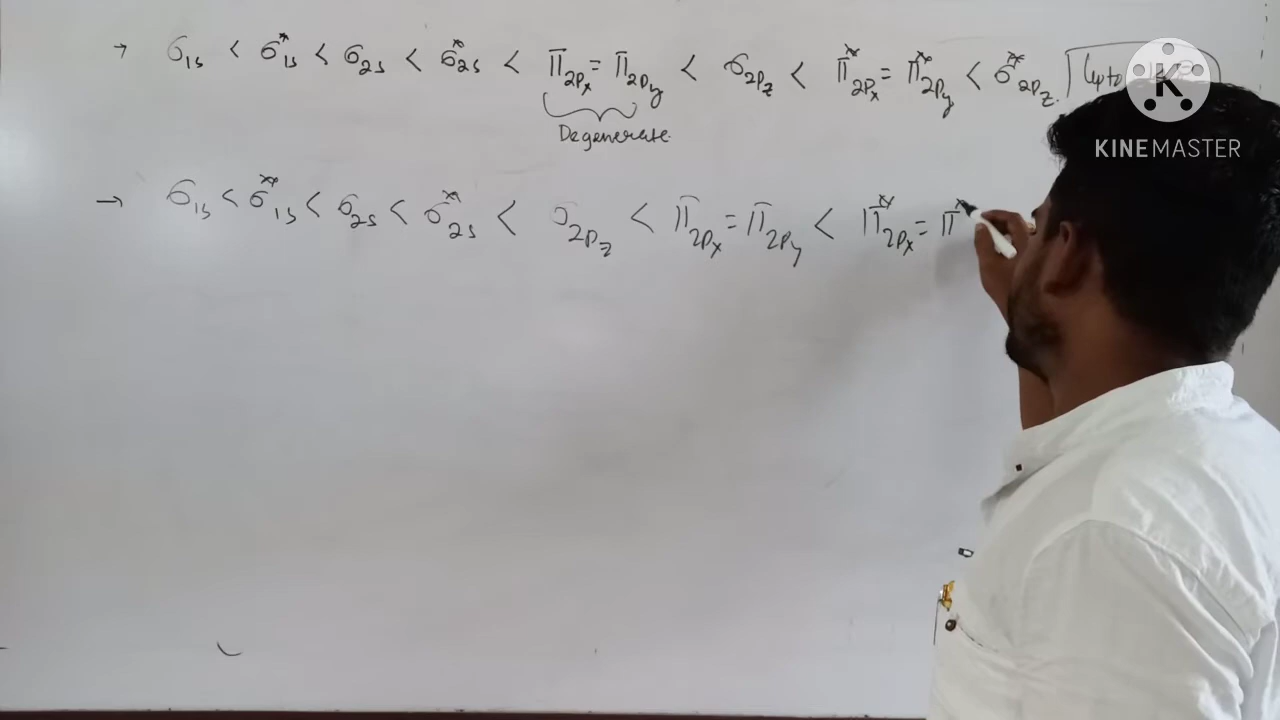 → σ1s < σ*1s < σ2s < σ*2s < π2Px = π2Py < σ2Pz < π*2Px = π*2Py < σ*2Pz. Upto
Degenerate
KINEMASTER
→ σ1s < σ*1s < σ2s < σ*2s < σ2Pz < π2Px = π2Py < π*2Px = π*